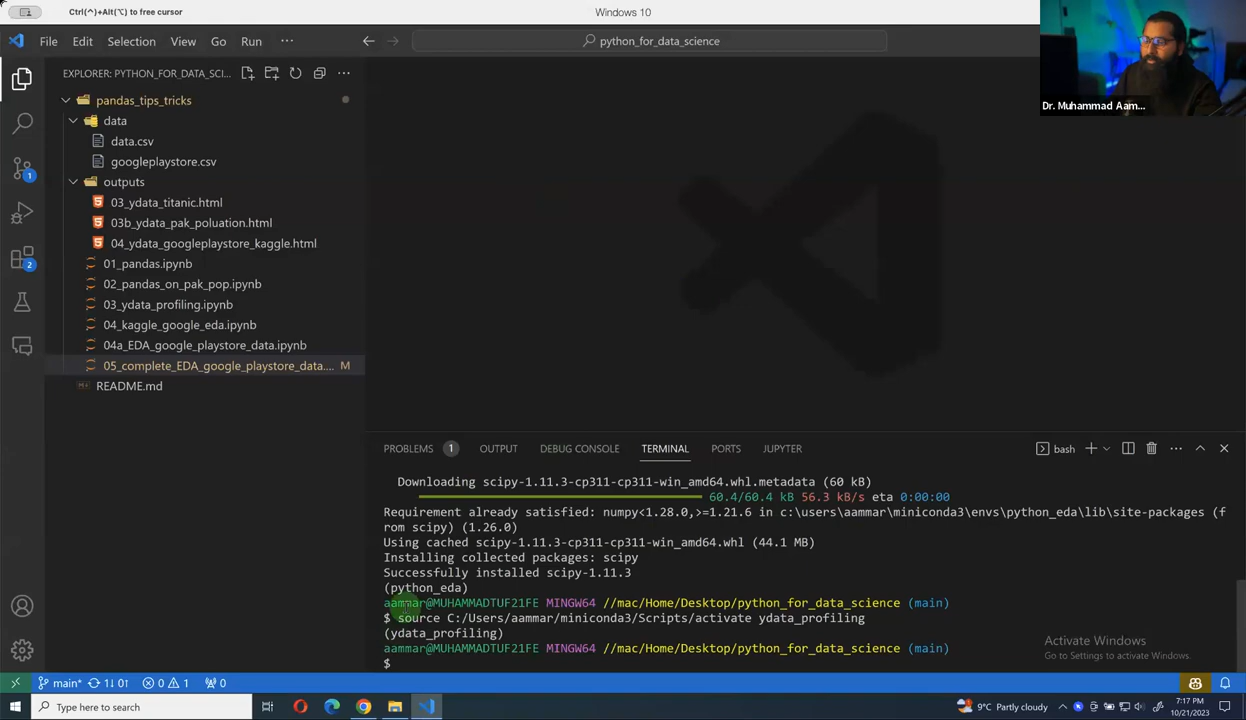 Ctrl(^)+Alt(⌥) to free cursor
Windows 10
File Edit Selection View Go Run ···
python_for_data_science
Dr. Muhammad Aam...
EXPLORER: PYTHON_FOR_DATA_SCI...
pandas_tips_tricks
data
data.csv
googleplaystore.csv
outputs
03_ydata_titanic.html
03b_ydata_pak_poluation.html
04_ydata_googleplaystore_kaggle.html
01_pandas.ipynb
02_pandas_on_pak_pop.ipynb
03_ydata_profiling.ipynb
04_kaggle_google_eda.ipynb
04a_EDA_google_playstore_data.ipynb
05_complete_EDA_google_playstore_data.... M
README.md
1
2
PROBLEMS 1 OUTPUT DEBUG CONSOLE TERMINAL PORTS JUPYTER
bash
Downloading scipy-1.11.3-cp311-cp311-win_amd64.whl.metadata (60 kB)
60.4/60.4 kB 56.3 kB/s eta 0:00:00
Requirement already satisfied: numpy<1.28.0,>=1.21.6 in c:\users\aammar\miniconda3\envs\python_eda\lib\site-packages (f
rom scipy) (1.26.0)
Using cached scipy-1.11.3-cp311-cp311-win_amd64.whl (44.1 MB)
Installing collected packages: scipy
Successfully installed scipy-1.11.3
(python_eda)
aammar@MUHAMMADTUF21FE MINGW64 //mac/Home/Desktop/python_for_data_science (main)
$ source C:/Users/aammar/miniconda3/Scripts/activate ydata_profiling
(ydata_profiling)
aammar@MUHAMMADTUF21FE MINGW64 //mac/Home/Desktop/python_for_data_science (main)
$
Activate Windows
Go to Settings to activate Windows.
main* 1↓ 0↑ 0 1 0
Type here to search
9°C Partly cloudy
7:17 PM
10/21/2023